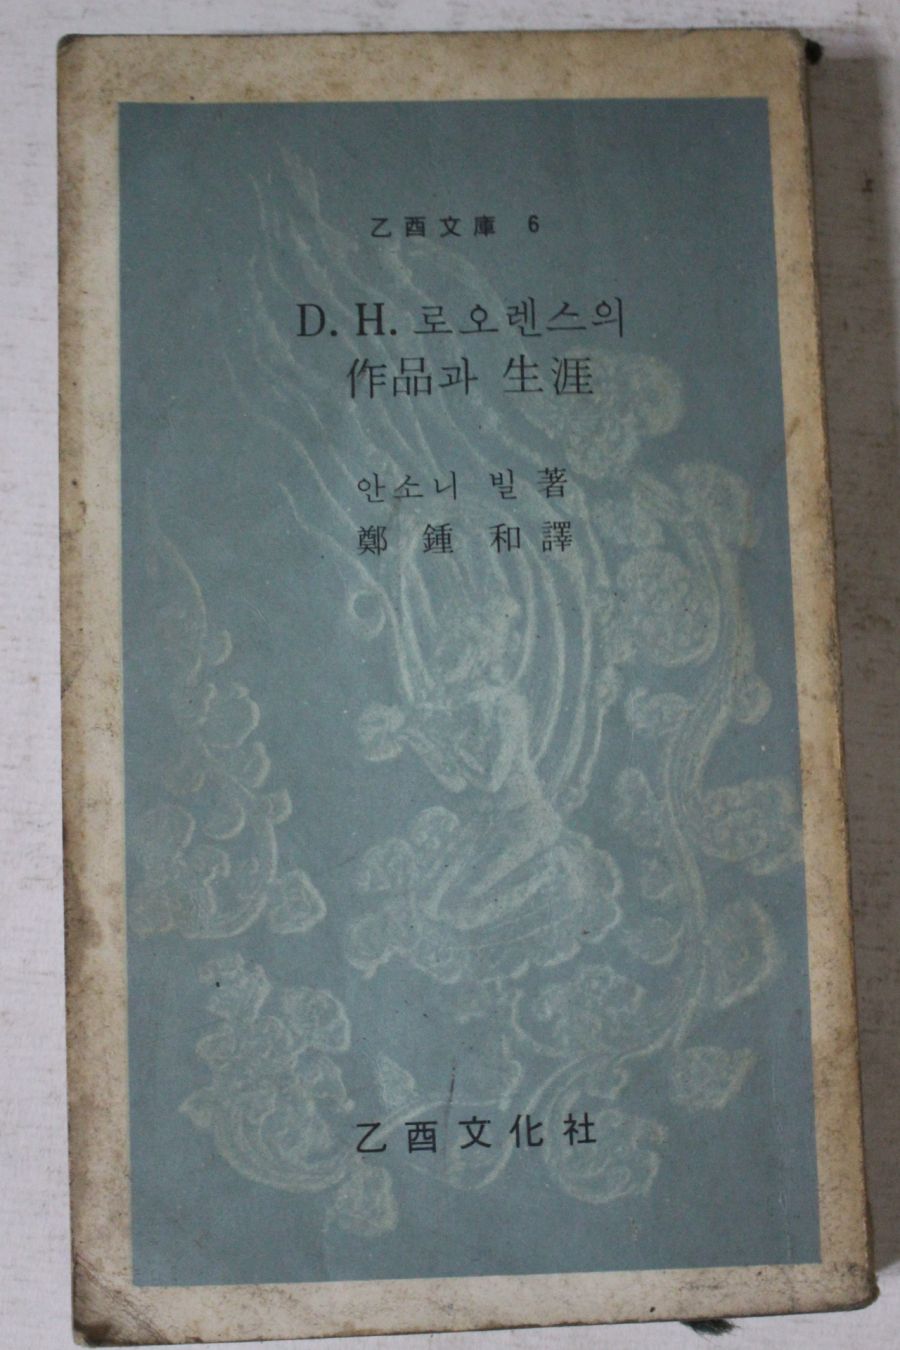 乙酉文庫 6
D. H. 로오렌스의
作品과 生涯
안소니 빌 著
鄭鍾和 譯
乙酉文化社